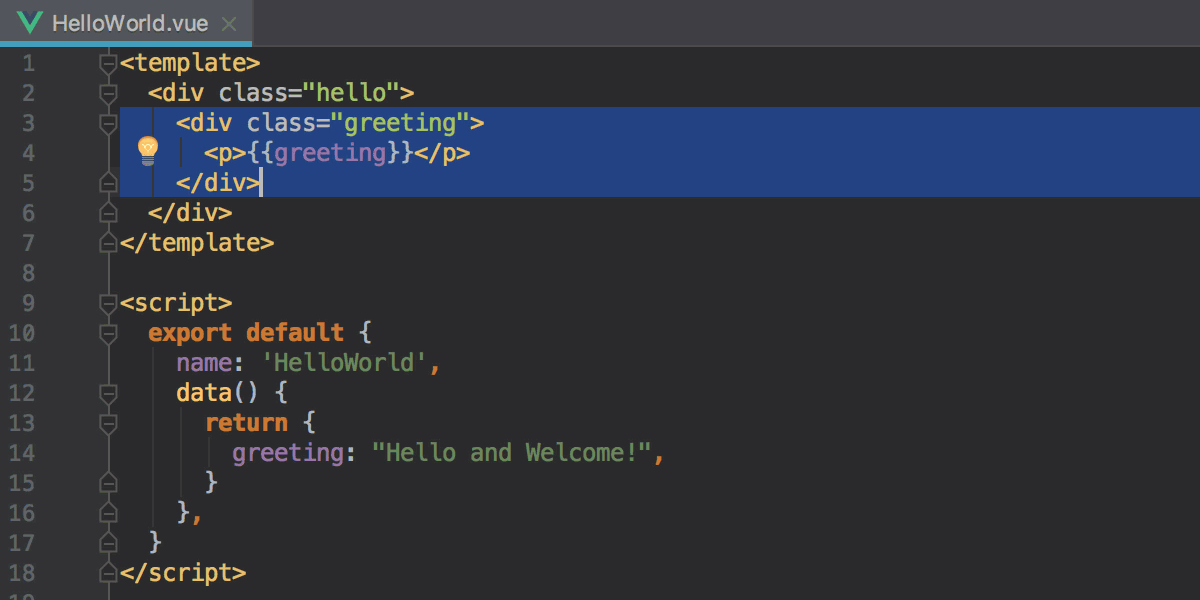 HelloWorld.vue
1 <template>
2   <div class="hello">
3     <div class="greeting">
4       <p>{{greeting}}</p>
5     </div>
6   </div>
7 </template>
8
9 <script>
10   export default {
11     name: 'HelloWorld',
12     data() {
13       return {
14         greeting: "Hello and Welcome!",
15       }
16     },
17   }
18 </script>